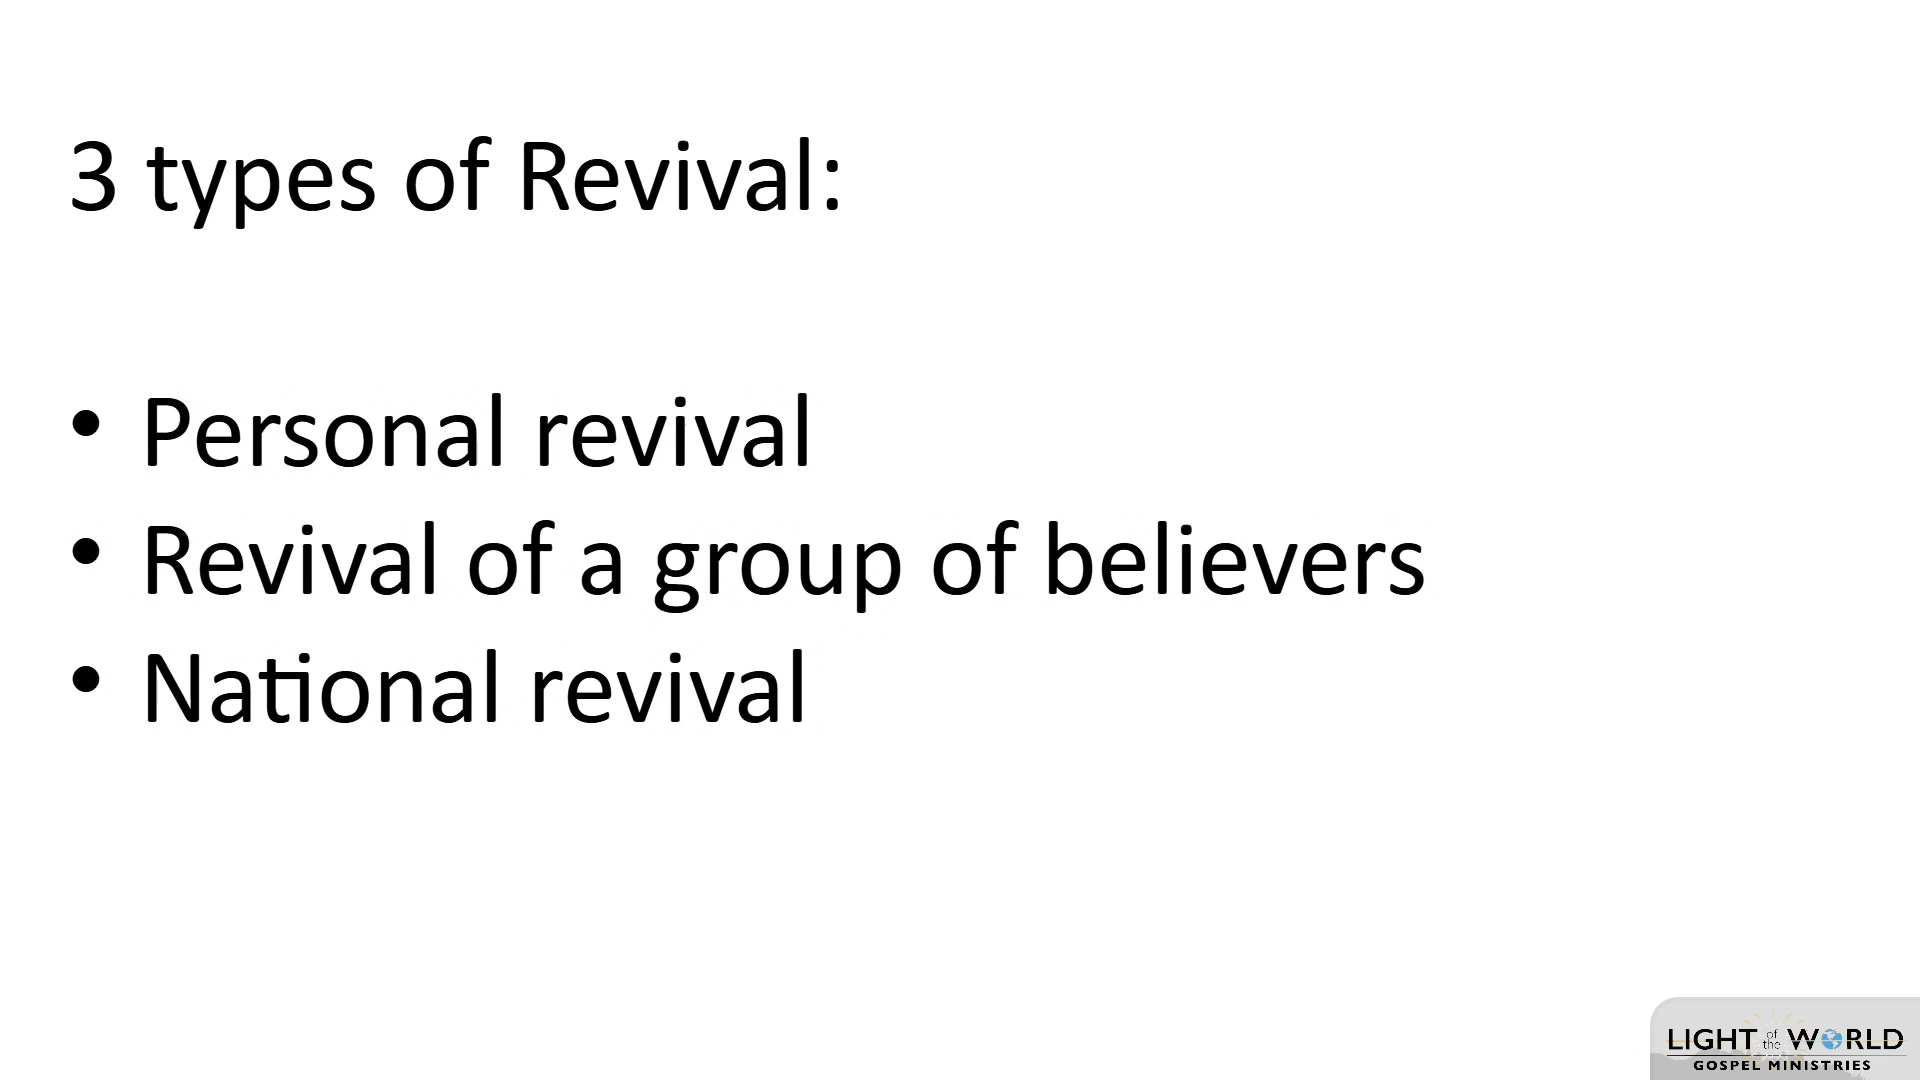 3 types of Revival:
• Personal revival
• Revival of a group of believers
• National revival
LIGHT of the WORLD
GOSPEL MINISTRIES